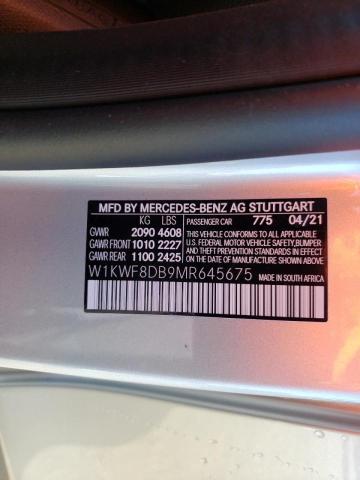 MFD BY MERCEDES-BENZ AG STUTTGART
KG LBS PASSENGER CAR 775 04/21
GVWR 2090 4608 THIS VEHICLE CONFORMS TO ALL APPLICABLE
GAWR FRONT 1010 2227 U.S. FEDERAL MOTOR VEHICLE SAFETY, BUMPER
GAWR REAR 1100 2425 AND THEFT PREVENTION STANDARDS IN EFFECT
ON THE DATE OF MANUFACTURE SHOWN ABOVE.
W1KWF8DB9MR645675 MADE IN SOUTH AFRICA